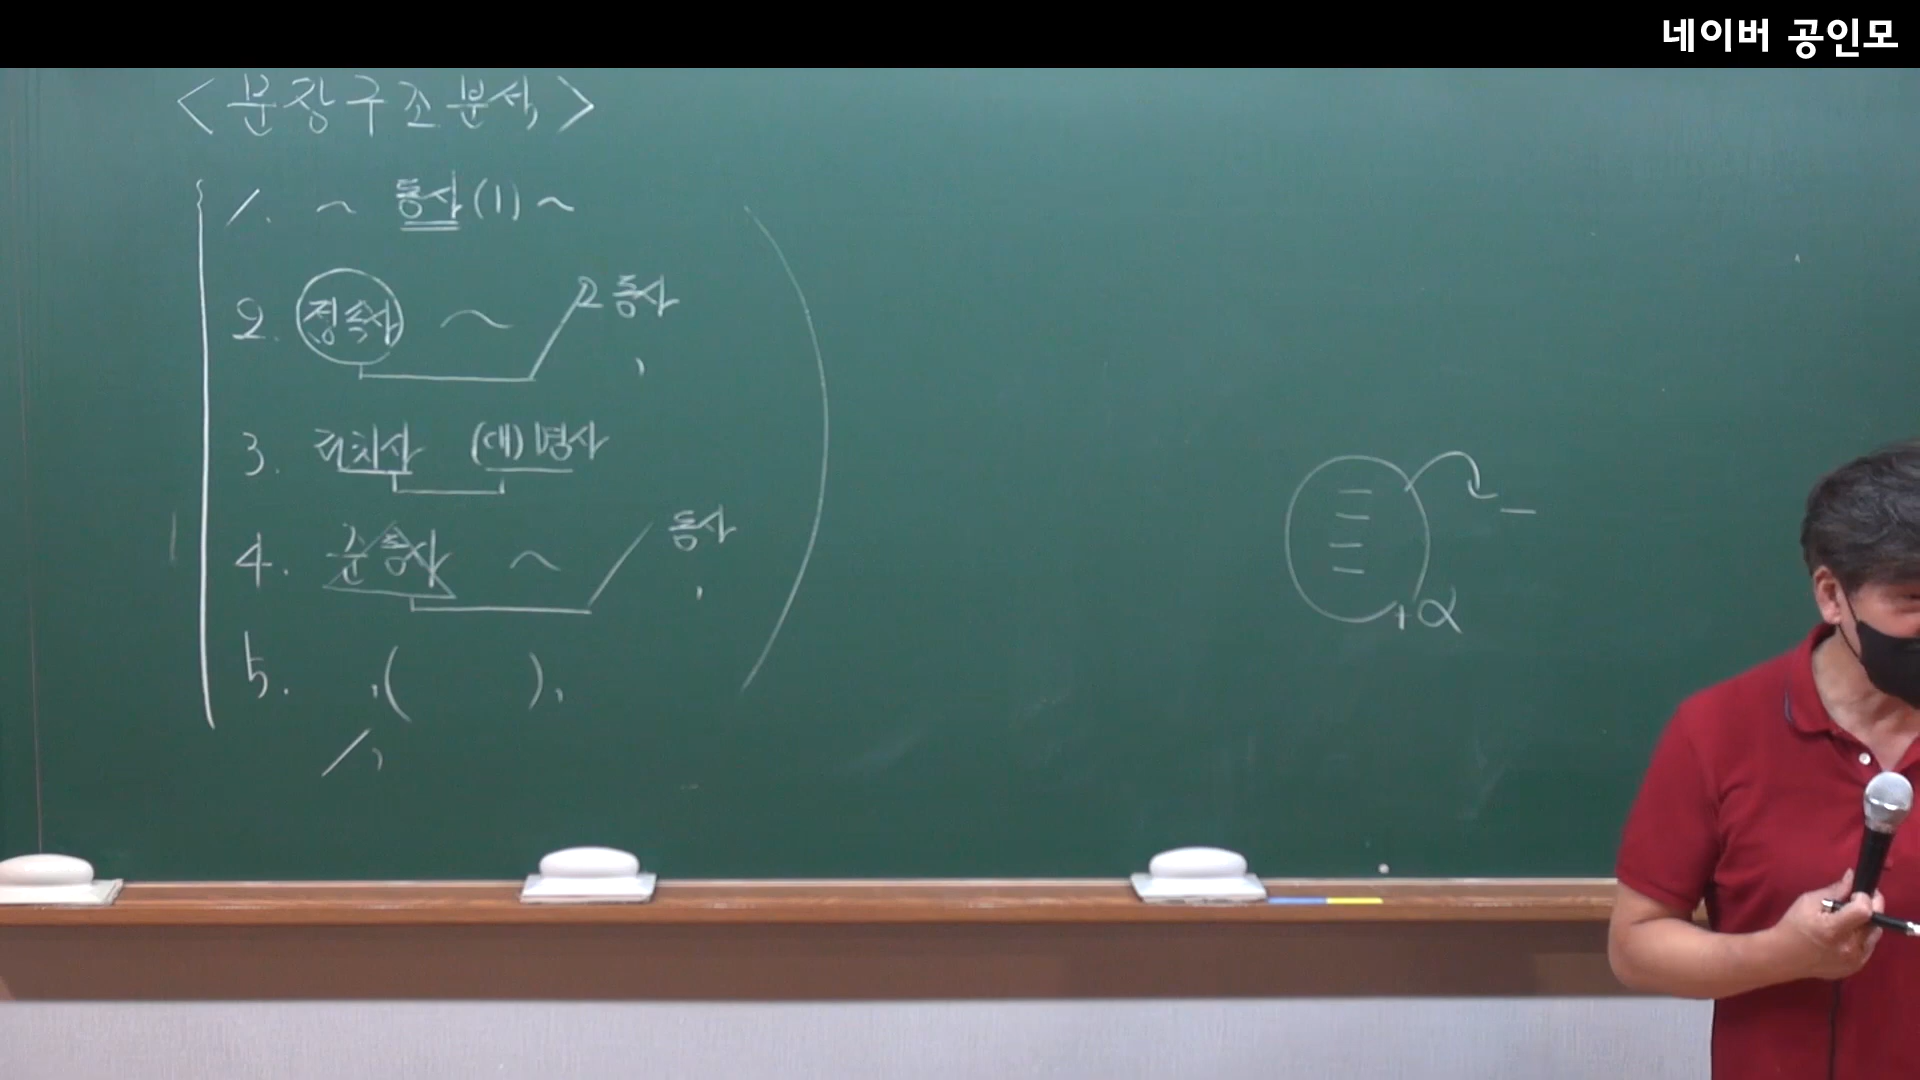 네이버 공인모
<문장구조분석>
1. ~ 동사(1) ~
2. 접속사 ~ 2동사 ,
3. 전치사 (대)명사
4. 준동사 ~ 동사 ,
5. ,( ),
/,
+α